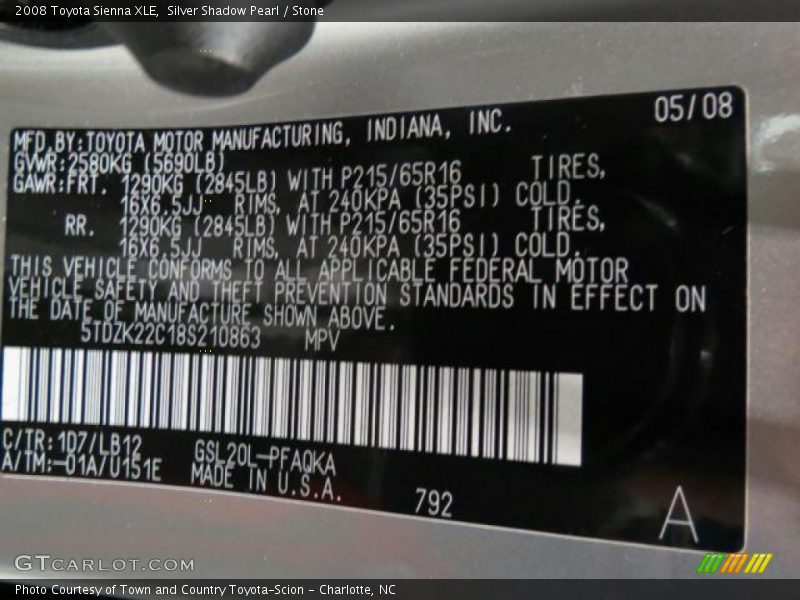 2008 Toyota Sienna XLE,  Silver Shadow Pearl / Stone
05/08
MFD.BY:TOYOTA MOTOR MANUFACTURING, INDIANA, INC.
GVWR:2580KG (5690LB)
GAWR:FRT. 1290KG (2845LB) WITH P215/65R16 TIRES,
16X6.5JJ RIMS, AT 240KPA (35PSI) COLD.
RR. 1290KG (2845LB) WITH P215/65R16 TIRES,
16X6.5JJ RIMS, AT 240KPA (35PSI) COLD.
THIS VEHICLE CONFORMS TO ALL APPLICABLE FEDERAL MOTOR
VEHICLE SAFETY AND THEFT PREVENTION STANDARDS IN EFFECT ON
THE DATE OF MANUFACTURE SHOWN ABOVE.
5TDZK22C18S210863 MPV
C/TR:1D7/LB12 GSL20L-PFAQKA
A/TM:-01A/U151E MADE IN U.S.A.
792
A
GTCARLOT.COM
Photo Courtesy of Town and Country Toyota-Scion - Charlotte, NC